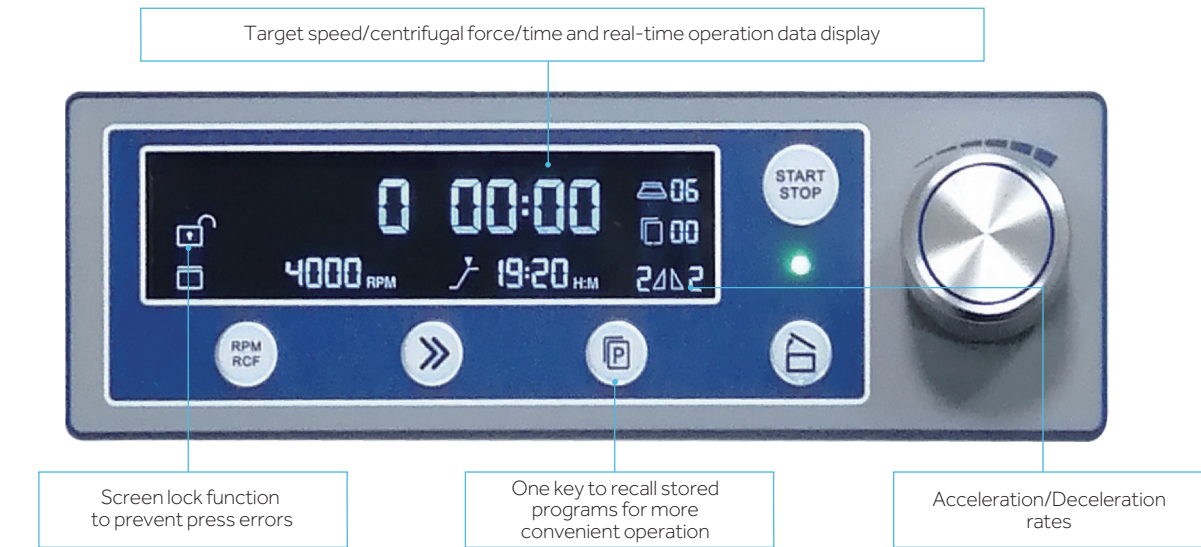 Target speed/centrifugal force/time and real-time operation data display
0 00:00 06
00
4000 RPM 19:20 H:M 2 2
START
STOP
RPM
RCF
P
Screen lock function
to prevent press errors
One key to recall stored
programs for more
convenient operation
Acceleration/Deceleration
rates